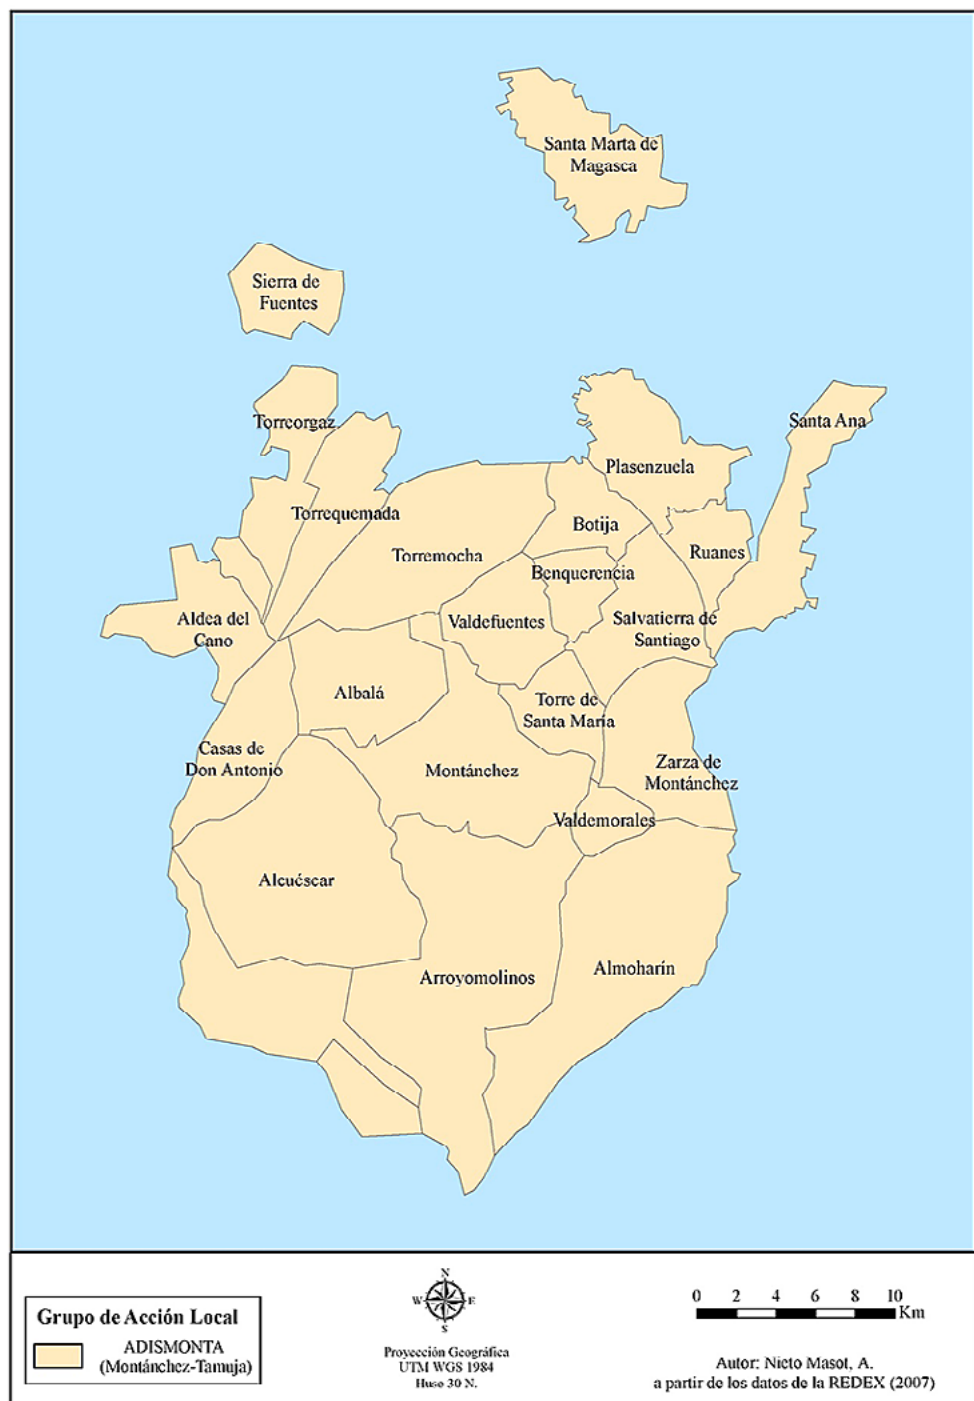 Santa Marta de
Magasca
Sierra de
Fuentes
Torreorgaz
Santa Ana
Plasenzuela
Torrequemada
Botija
Torremocha
Ruanes
Benquerencia
Aldea del
Cano
Valdefuentes
Salvatierra de
Santiago
Albalá
Torre de
Santa María
Casas de
Don Antonio
Montánchez
Zarza de
Montánchez
Valdemorales
Alcuéscar
Arroyomolinos
Almoharín
Grupo de Acción Local
ADISMONTA
(Montánchez-Tamuja)
N
W E
S
Proyección Geográfica
UTM WGS 1984
Huso 30 N.
0 2 4 6 8 10
Km
Autor: Nieto Masot, A.
a partir de los datos de la REDEX (2007)